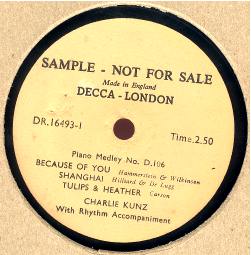 SAMPLE - NOT FOR SALE
Made in England
DECCA - LONDON
DR.16493-1
Time.2.50
Piano Medley No. D.106
BECAUSE OF YOU Hammerstein & Wilkinson
SHANGHAI Hilliard & De Lugg
TULIPS & HEATHER Carson
CHARLIE KUNZ
With Rhythm Accompaniment